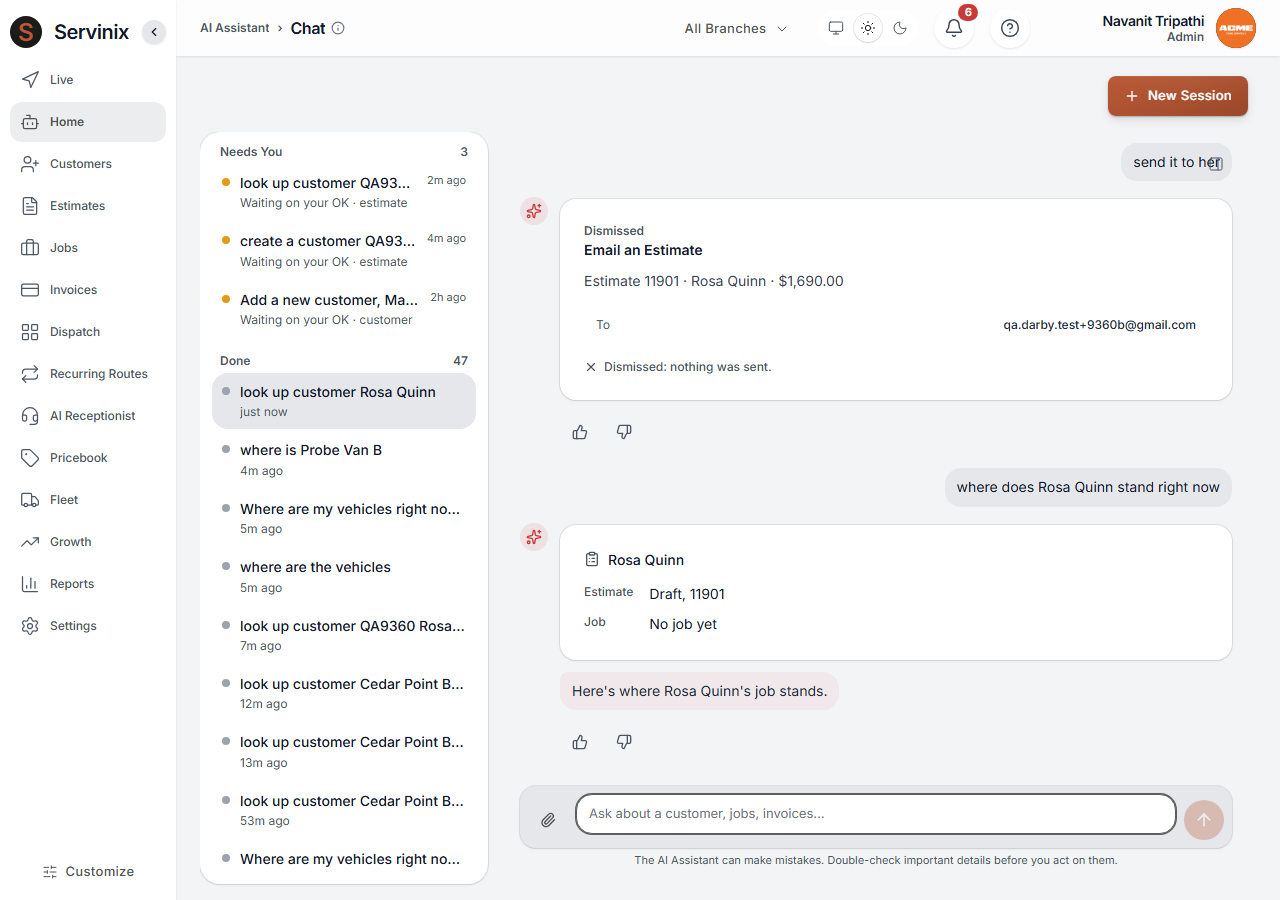 Servinix
AI Assistant › Chat
All Branches
6
Navanit Tripathi
Admin
ACME
Live
Home
Customers
Estimates
Jobs
Invoices
Dispatch
Recurring Routes
AI Receptionist
Pricebook
Fleet
Growth
Reports
Settings
Customize
New Session
Needs You 3
look up customer QA93... 2m ago
Waiting on your OK · estimate
create a customer QA93... 4m ago
Waiting on your OK · estimate
Add a new customer, Ma... 2h ago
Waiting on your OK · customer
Done 47
look up customer Rosa Quinn
just now
where is Probe Van B
4m ago
Where are my vehicles right no...
5m ago
where are the vehicles
5m ago
look up customer QA9360 Rosa...
7m ago
look up customer Cedar Point B...
12m ago
look up customer Cedar Point B...
13m ago
look up customer Cedar Point B...
53m ago
Where are my vehicles right no...
send it to her
Dismissed
Email an Estimate
Estimate 11901 · Rosa Quinn · $1,690.00
To qa.darby.test+9360b@gmail.com
Dismissed: nothing was sent.
where does Rosa Quinn stand right now
Rosa Quinn
Estimate Draft, 11901
Job No job yet
Here's where Rosa Quinn's job stands.
Ask about a customer, jobs, invoices...
The AI Assistant can make mistakes. Double-check important details before you act on them.